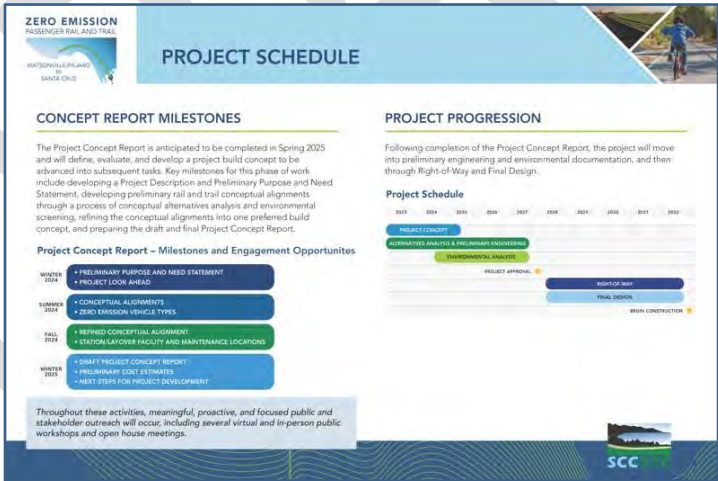 ZERO EMISSION
PASSENGER RAIL AND TRAIL
WATSONVILLE/PAJARO
to
SANTA CRUZ
PROJECT SCHEDULE
CONCEPT REPORT MILESTONES
The Project Concept Report is anticipated to be completed in Spring 2025
and will define, evaluate, and develop a project build concept to be
advanced into subsequent tasks. Key milestones for this phase of work
include developing a Project Description and Preliminary Purpose and Need
Statement, developing preliminary rail and trail conceptual alignments
through a process of conceptual alternatives analysis and environmental
screening, refining the conceptual alignments into one preferred build
concept, and preparing the draft and final Project Concept Report.
Project Concept Report – Milestones and Engagement Opportunites
WINTER
2024
• PRELIMINARY PURPOSE AND NEED STATEMENT
• PROJECT LOOK AHEAD
SUMMER
2024
• CONCEPTUAL ALIGNMENTS
• ZERO EMISSION VEHICLE TYPES
FALL
2024
• REFINED CONCEPTUAL ALIGNMENT
• STATION/LAYOVER FACILITY AND MAINTENANCE LOCATIONS
WINTER
2025
• DRAFT PROJECT CONCEPT REPORT
• PRELIMINARY COST ESTIMATES
• NEXT STEPS FOR PROJECT DEVELOPMENT
Throughout these activities, meaningful, proactive, and focused public and
stakeholder outreach will occur, including several virtual and in-person public
workshops and open house meetings.
PROJECT PROGRESSION
Following completion of the Project Concept Report, the project will move
into preliminary engineering and environmental documentation, and then
through Right-of-Way and Final Design.
Project Schedule
2023 2024 2025 2026 2027 2028 2029 2030 2031 2032
PROJECT CONCEPT
ALTERNATIVES ANALYSIS & PRELIMINARY ENGINEERING
ENVIRONMENTAL ANALYSIS
PROJECT APPROVAL
RIGHT-OF-WAY
FINAL DESIGN
BEGIN CONSTRUCTION